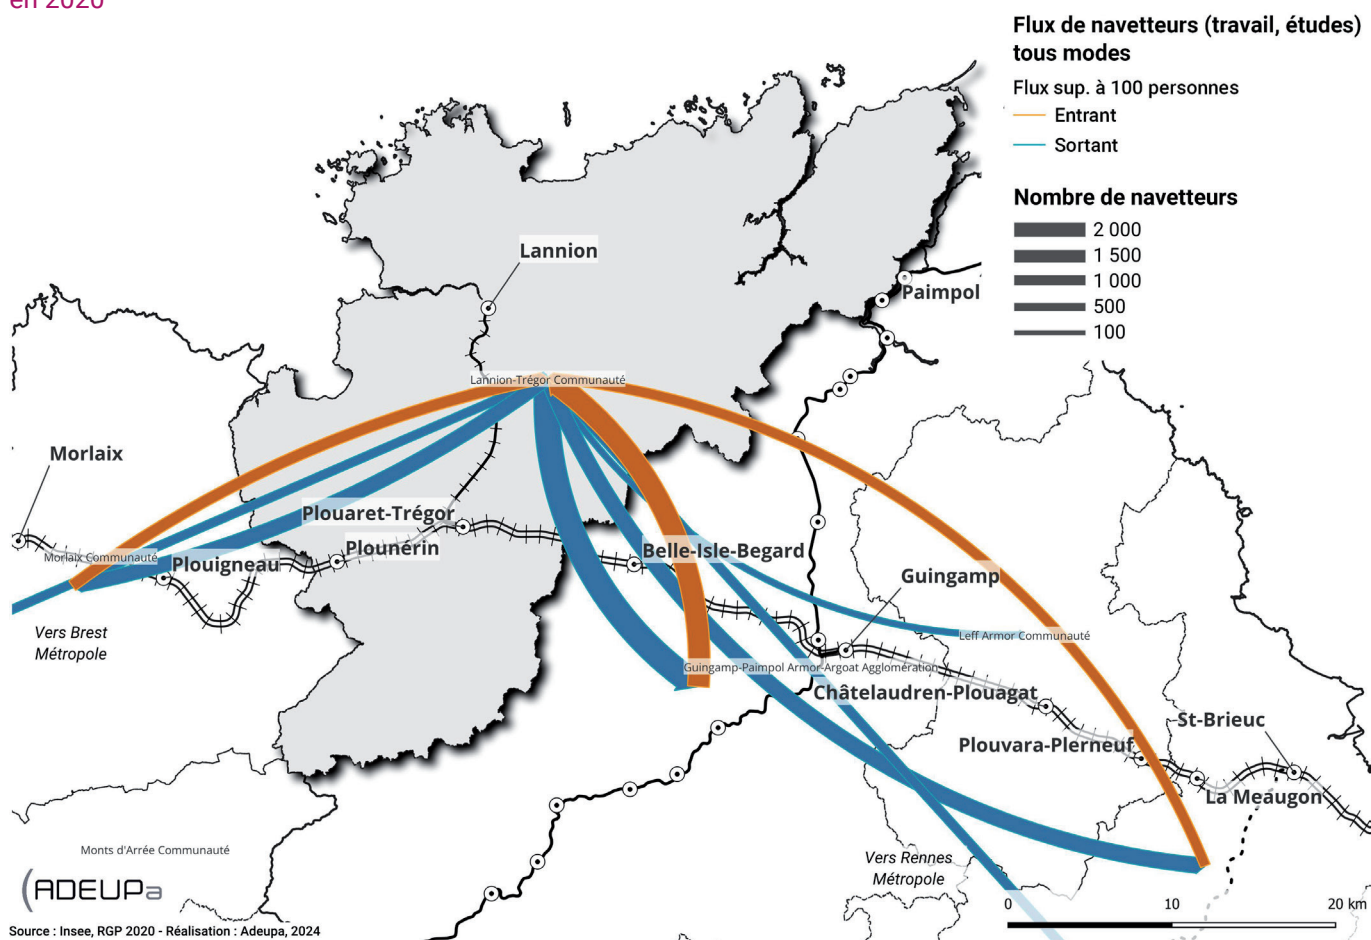 en 2020
Flux de navetteurs (travail, études)
tous modes
Flux sup. à 100 personnes
Entrant
Sortant
Nombre de navetteurs
2 000
1 500
1 000
500
100
Lannion
Paimpol
Lannion-Trégor Communauté
Morlaix
Plouaret-Trégor
Plounérin
Morlaix Communauté
Plouigneau
Belle-Isle-Begard
Guingamp
Vers Brest
Métropole
Leff Armor Communauté
Guingamp-Paimpol Armor-Argoat Agglomération
Châtelaudren-Plouagat
St-Brieuc
Plouvara-Plerneuf
La Meaugon
Monts d'Arrée Communauté
Vers Rennes
Métropole
ADEUPa
0 10 20 km
Source : Insee, RGP 2020 - Réalisation : Adeupa, 2024